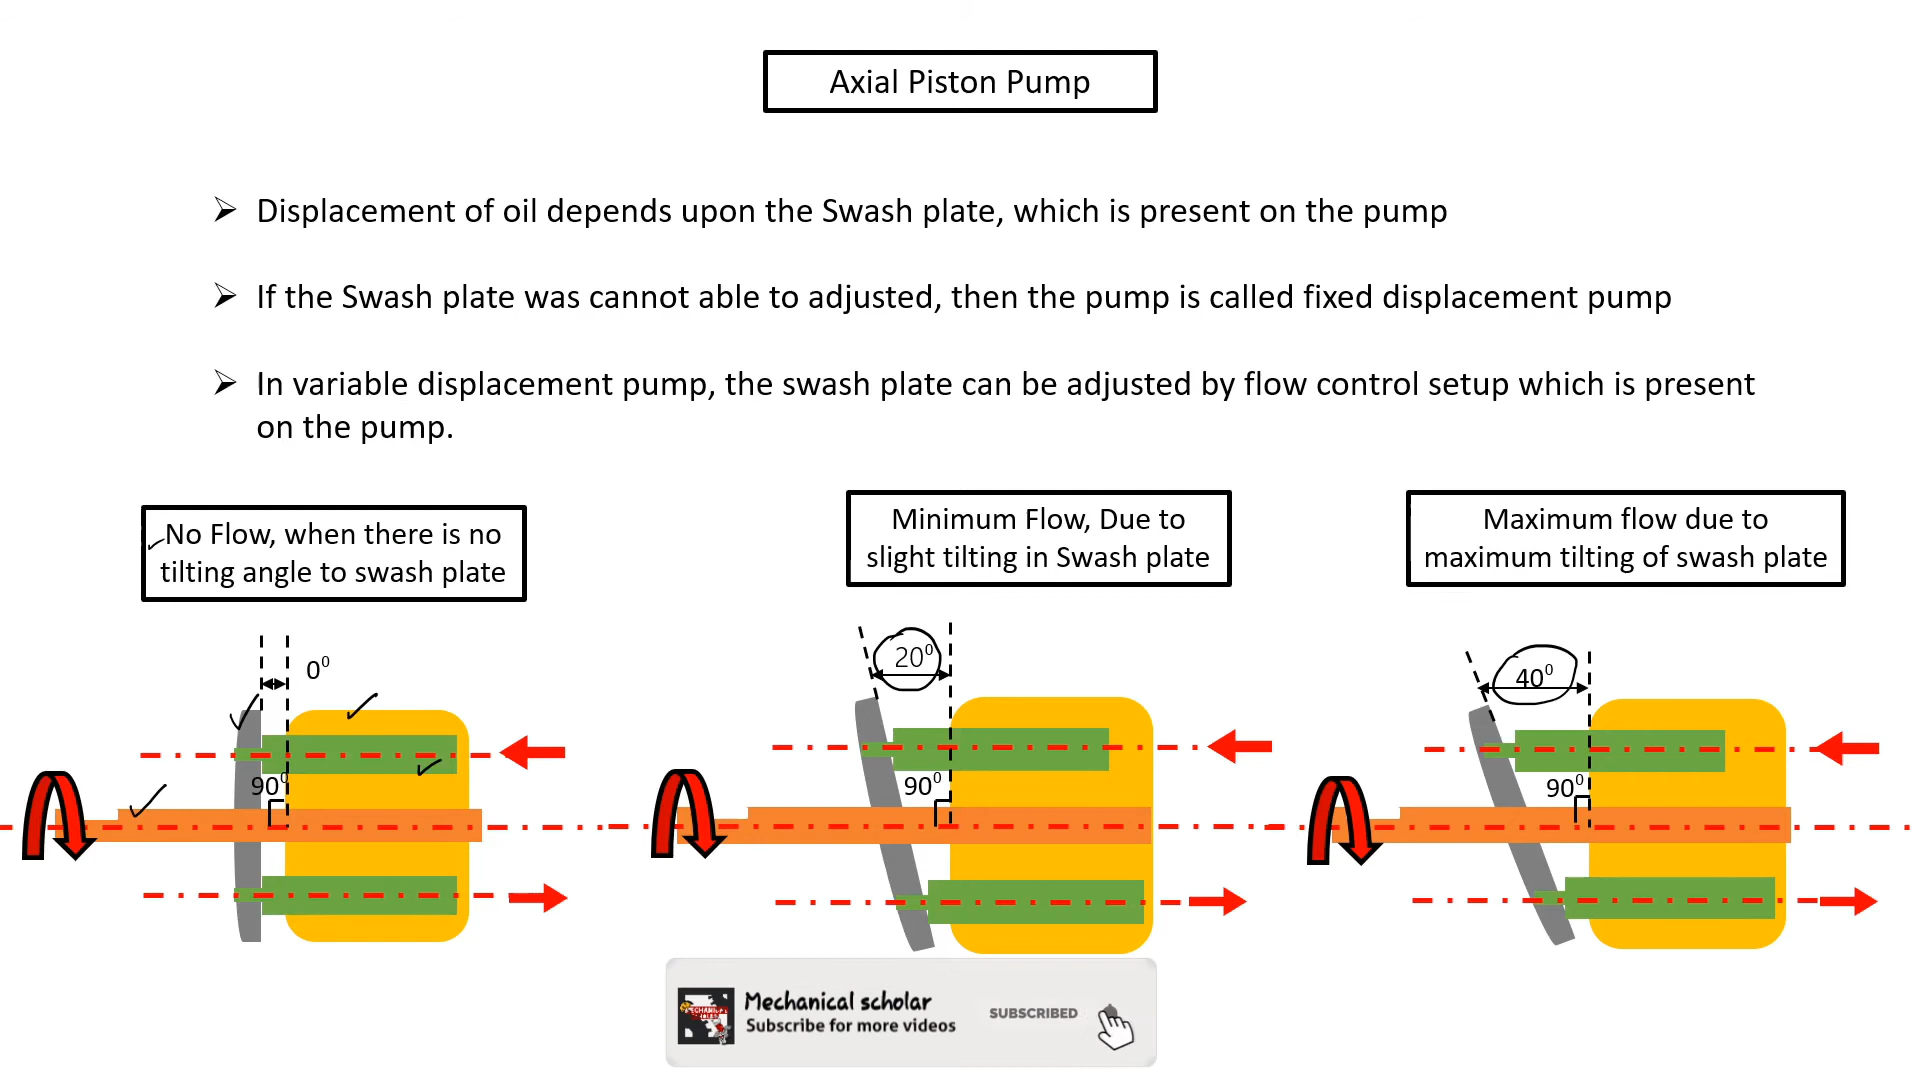 Axial Piston Pump
Displacement of oil depends upon the Swash plate, which is present on the pump
If the Swash plate was cannot able to adjusted, then the pump is called fixed displacement pump
In variable displacement pump, the swash plate can be adjusted by flow control setup which is present
on the pump.
No Flow, when there is no
tilting angle to swash plate
Minimum Flow, Due to
slight tilting in Swash plate
Maximum flow due to
maximum tilting of swash plate
0⁰
20⁰
40⁰
90⁰
90⁰
90⁰
Mechanical scholar
Subscribe for more videos
SUBSCRIBED